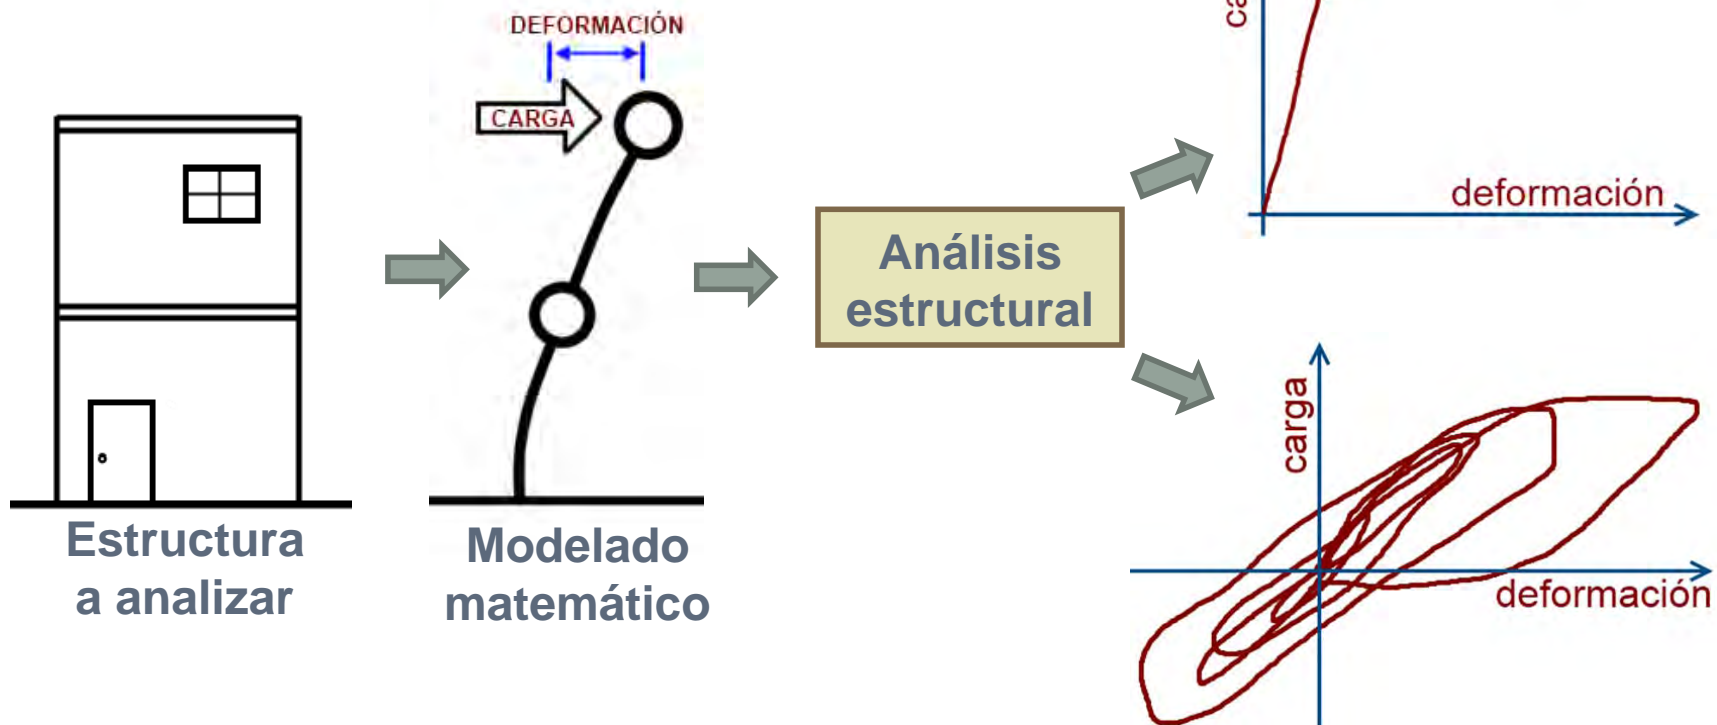 DEFORMACIÓN
CARGA
Estructura
a analizar
Modelado
matemático
Análisis
estructural
deformación
carga
deformación